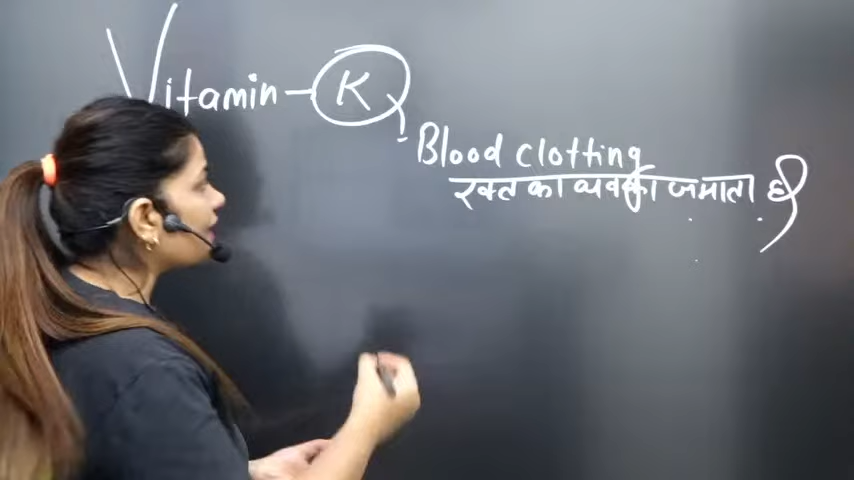 Vitamin - K
- Blood clotting
रक्त का थक्का जमाता है